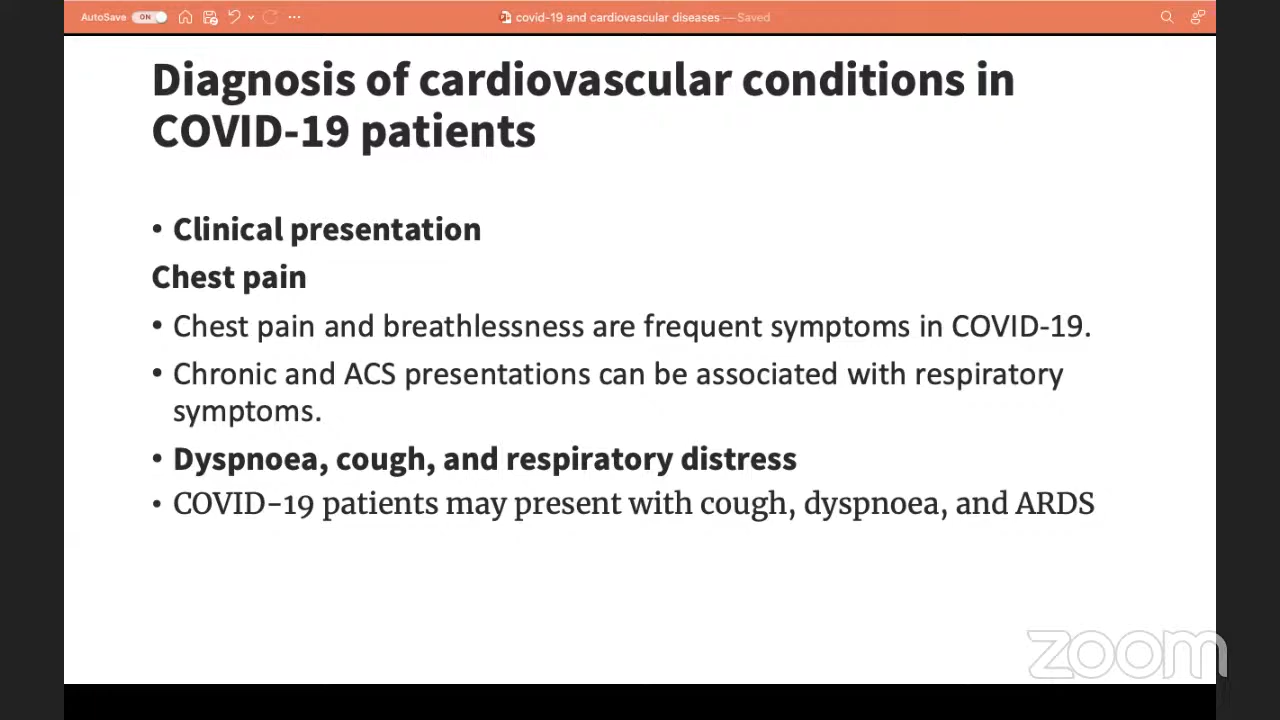 AutoSave ON covid-19 and cardiovascular diseases — Saved
Diagnosis of cardiovascular conditions in
COVID-19 patients
• Clinical presentation
Chest pain
• Chest pain and breathlessness are frequent symptoms in COVID-19.
• Chronic and ACS presentations can be associated with respiratory
symptoms.
• Dyspnoea, cough, and respiratory distress
• COVID-19 patients may present with cough, dyspnoea, and ARDS
zoom